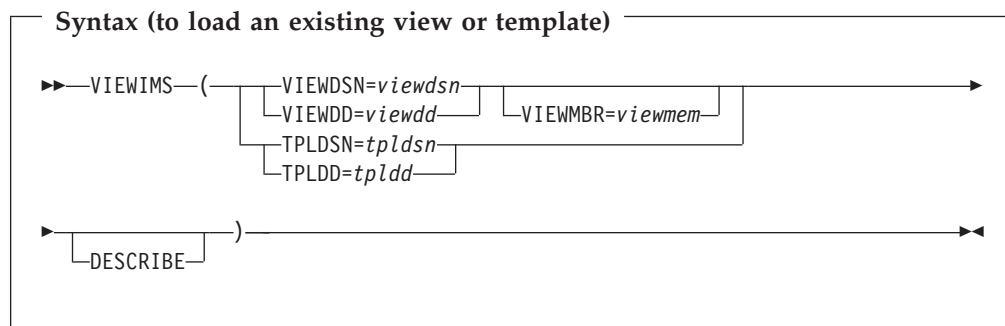 Syntax (to load an existing view or template)
VIEWIMS ( VIEWDSN=viewdsn
VIEWDD=viewdd VIEWMBR=viewmem
TPLDSN=tpldsn
TPLDD=tpldd
)
DESCRIBE